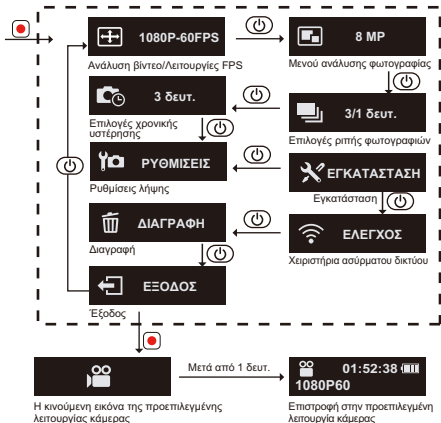 1080P-60FPS
8 MP
Ανάλυση βίντεο/Λειτουργίες FPS
Μενού ανάλυσης φωτογραφίας
3 δευτ.
3/1 δευτ.
Επιλογές χρονικής
υστέρησης
Επιλογές ριπής φωτογραφιών
ΡΥΘΜΙΣΕΙΣ
ΕΓΚΑΤΑΣΤΑΣΗ
Ρυθμίσεις λήψης
Εγκατάσταση
ΔΙΑΓΡΑΦΗ
ΕΛΕΓΧΟΣ
Διαγραφή
Χειριστήρια ασύρματου δικτύου
ΕΞΟΔΟΣ
Έξοδος
Μετά από 1 δευτ.
01:52:38
1080P60
Η κινούμενη εικόνα της προεπιλεγμένης
λειτουργίας κάμερας
Επιστροφή στην προεπιλεγμένη
λειτουργία κάμερας